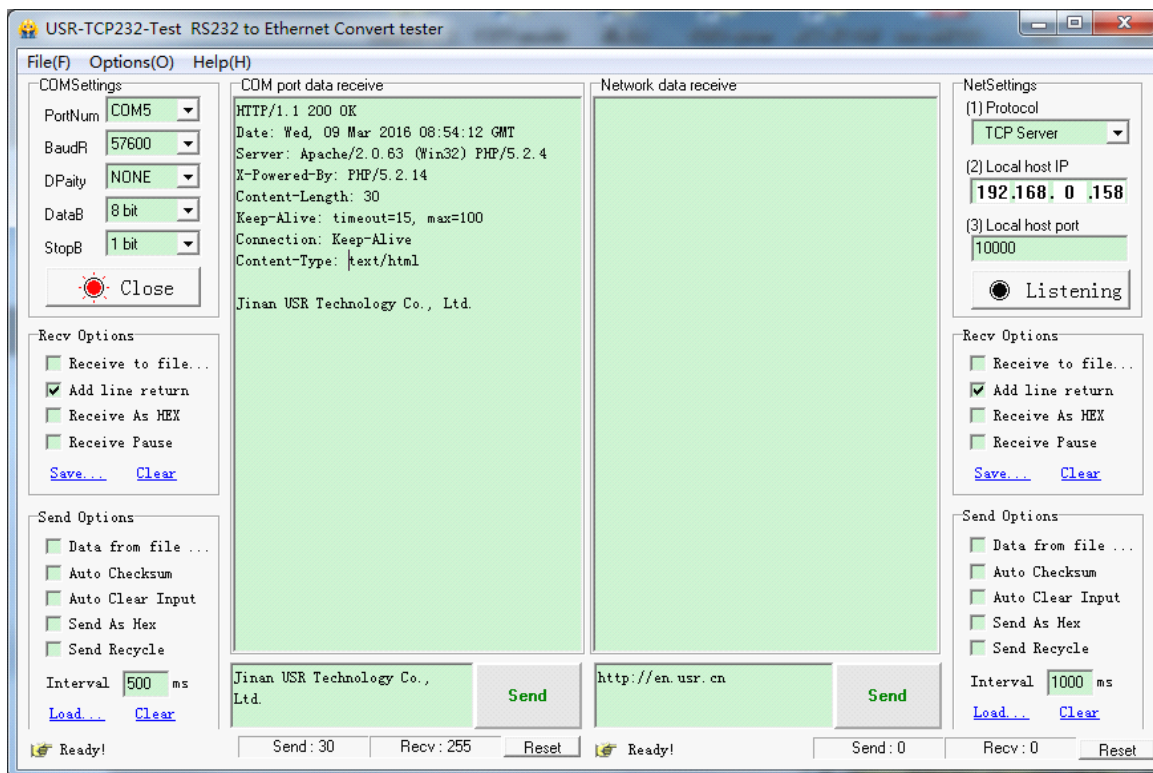 USR-TCP232-Test RS232 to Ethernet Convert tester
File(F) Options(O) Help(H)
COMSettings
PortNum COM5
BaudR 57600
DPaity NONE
DataB 8 bit
StopB 1 bit
Close
Recv Options
Receive to file...
Add line return
Receive As HEX
Receive Pause
Save... Clear
Send Options
Data from file ...
Auto Checksum
Auto Clear Input
Send As Hex
Send Recycle
Interval 500 ms
Load... Clear
COM port data receive
HTTP/1.1 200 OK
Date: Wed, 09 Mar 2016 08:54:12 GMT
Server: Apache/2.0.63 (Win32) PHP/5.2.4
X-Powered-By: PHP/5.2.14
Content-Length: 30
Keep-Alive: timeout=15, max=100
Connection: Keep-Alive
Content-Type: text/html
Jinan USR Technology Co., Ltd.
Jinan USR Technology Co.,
Ltd.
Send
Network data receive
http://en.usr.cn
Send
NetSettings
(1) Protocol
TCP Server
(2) Local host IP
192.168. 0 .158
(3) Local host port
10000
Listening
Recv Options
Receive to file...
Add line return
Receive As HEX
Receive Pause
Save... Clear
Send Options
Data from file ...
Auto Checksum
Auto Clear Input
Send As Hex
Send Recycle
Interval 1000 ms
Load... Clear
Ready! Send : 30 Recv : 255 Reset
Ready! Send : 0 Recv : 0 Reset